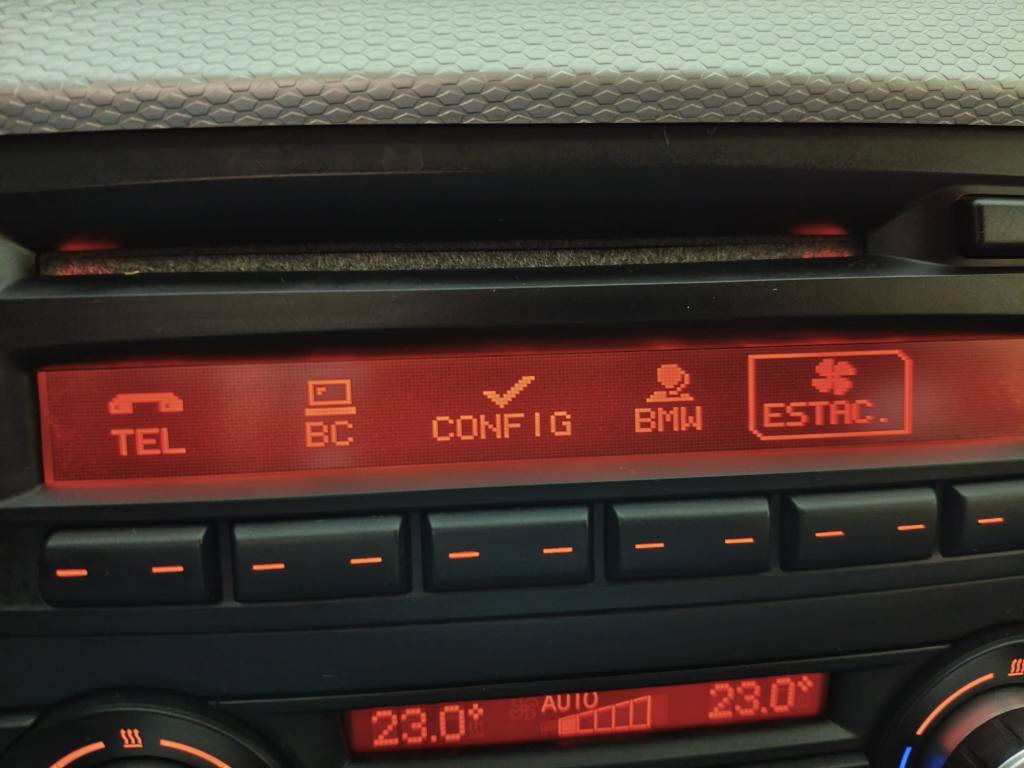 TEL
BC
CONFIG
BMW
ESTAC.
AUTO
23.0°
23.0°